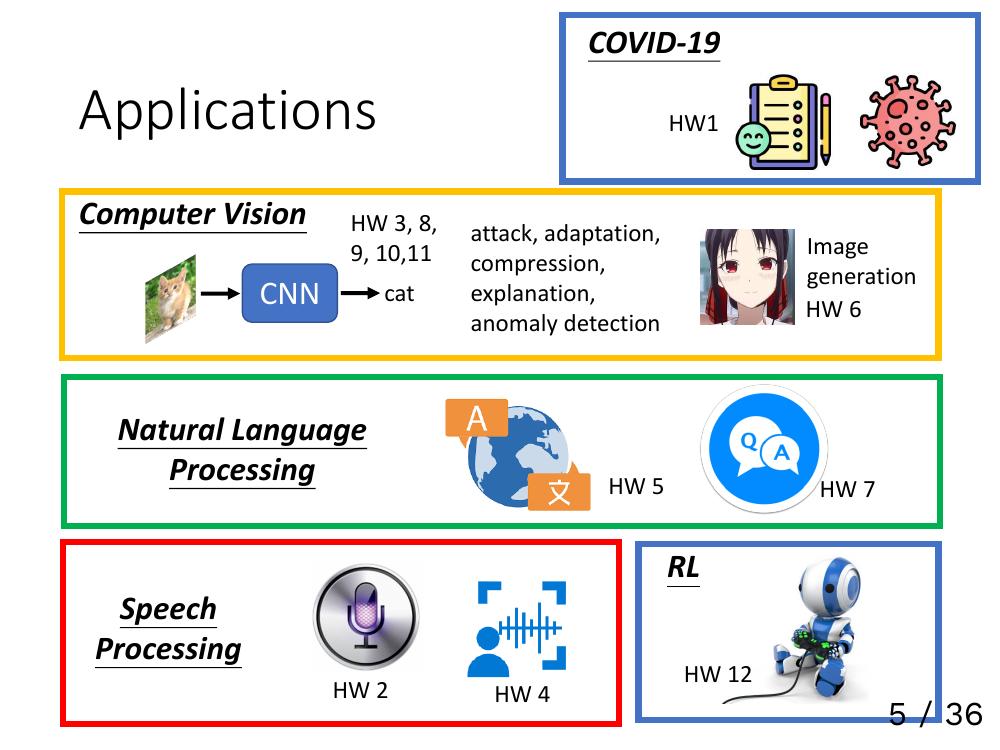 Applications
COVID-19
HW1
Computer Vision
HW 3, 8,
9, 10,11
CNN
cat
attack, adaptation,
compression,
explanation,
anomaly detection
Image
generation
HW 6
Natural Language
Processing
A
文
HW 5
Q
A
HW 7
Speech
Processing
HW 2
HW 4
RL
HW 12
5 / 36